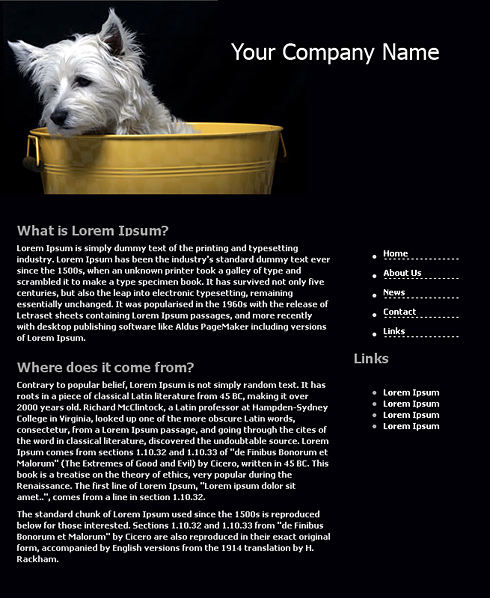 Your Company Name
What is Lorem Ipsum?
Lorem Ipsum is simply dummy text of the printing and typesetting
industry. Lorem Ipsum has been the industry's standard dummy text ever
since the 1500s, when an unknown printer took a galley of type and
scrambled it to make a type specimen book. It has survived not only five
centuries, but also the leap into electronic typesetting, remaining
essentially unchanged. It was popularised in the 1960s with the release of
Letraset sheets containing Lorem Ipsum passages, and more recently
with desktop publishing software like Aldus PageMaker including versions
of Lorem Ipsum.
Where does it come from?
Contrary to popular belief, Lorem Ipsum is not simply random text. It has
roots in a piece of classical Latin literature from 45 BC, making it over
2000 years old. Richard McClintock, a Latin professor at Hampden-Sydney
College in Virginia, looked up one of the more obscure Latin words,
consectetur, from a Lorem Ipsum passage, and going through the cites of
the word in classical literature, discovered the undoubtable source. Lorem
Ipsum comes from sections 1.10.32 and 1.10.33 of "de Finibus Bonorum et
Malorum" (The Extremes of Good and Evil) by Cicero, written in 45 BC. This
book is a treatise on the theory of ethics, very popular during the
Renaissance. The first line of Lorem Ipsum, "Lorem ipsum dolor sit
amet..", comes from a line in section 1.10.32.
The standard chunk of Lorem Ipsum used since the 1500s is reproduced
below for those interested. Sections 1.10.32 and 1.10.33 from "de Finibus
Bonorum et Malorum" by Cicero are also reproduced in their exact original
form, accompanied by English versions from the 1914 translation by H.
Rackham.
Home
About Us
News
Contact
Links
Links
Lorem Ipsum
Lorem Ipsum
Lorem Ipsum
Lorem Ipsum